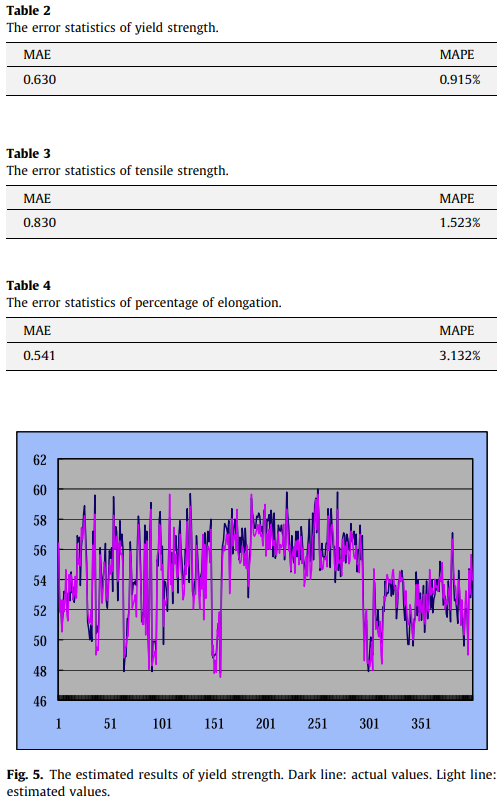 Table 2
The error statistics of yield strength.
MAE MAPE
0.630 0.915%
Table 3
The error statistics of tensile strength.
MAE MAPE
0.830 1.523%
Table 4
The error statistics of percentage of elongation.
MAE MAPE
0.541 3.132%
62
60
58
56
54
52
50
48
46
1 51 101 151 201 251 301 351
Fig. 5. The estimated results of yield strength. Dark line: actual values. Light line:
estimated values.